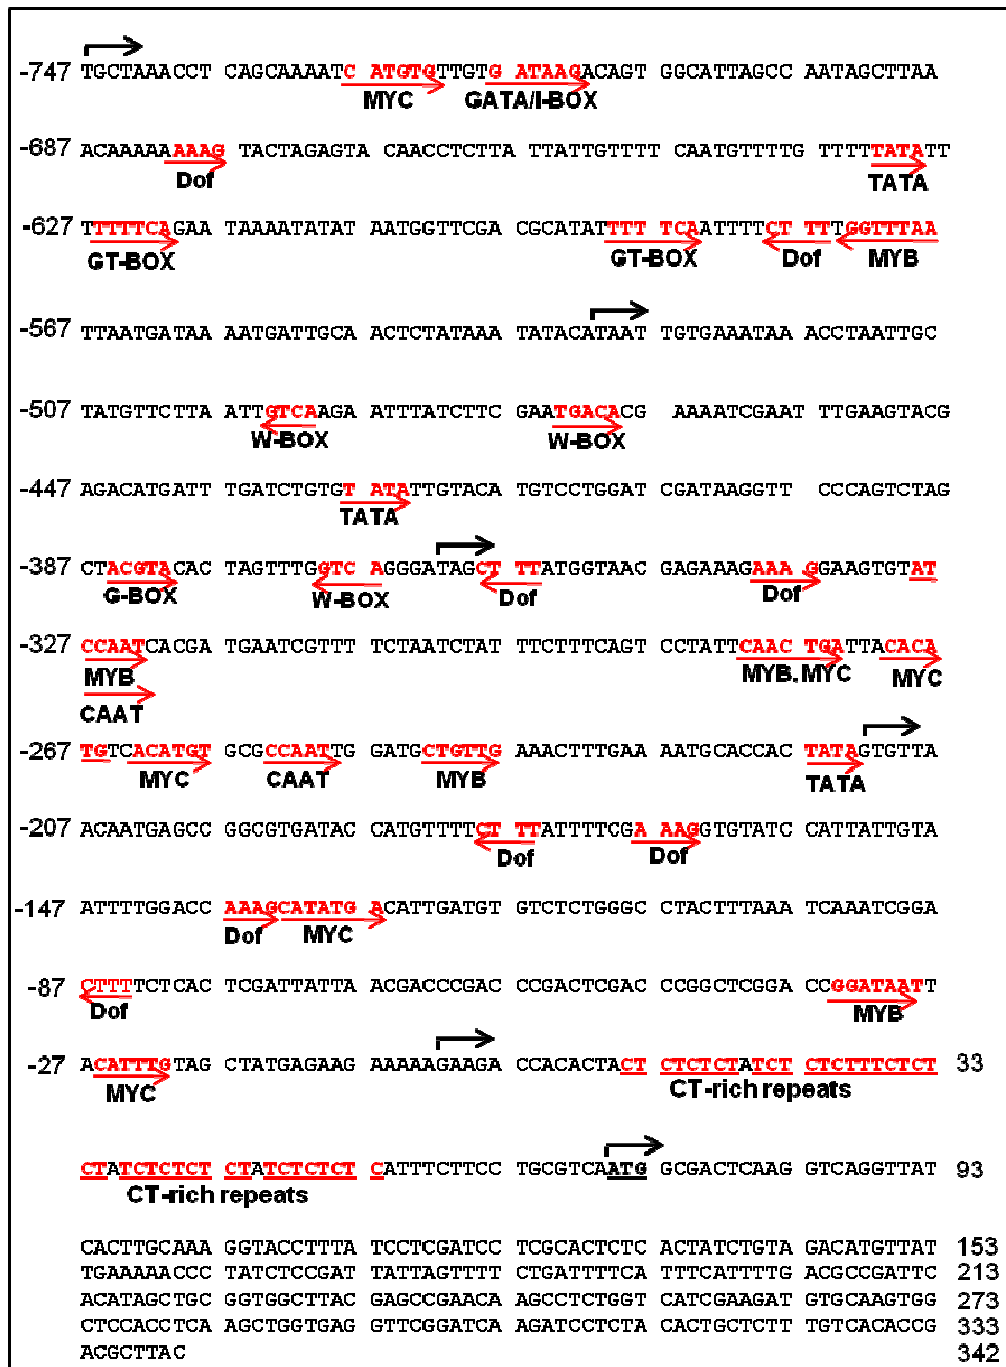 -747 TGCTAAACCT CAGCAAAATC ATGTGTTGTG ATAAGACAGT GGCATTAGCC AATAGCTTAA
MYC GATA/I-BOX
-687 ACAAAAAAAAG TACTAGAGTA CAACCTCTTA TTATTGTTTT CAATGTTTTG TTTTTATATT
Dof TATA
-627 TTTTTCAGAA TAAAATATAT AATGGTTCGA CGCATATTTT TCAATTTTCT TTTGGTTTAA
GT-BOX GT-BOX Dof MYB
-567 TTAATGATAA AATGATTGCA ACTCTATAAA TATACATAAT TGTGAAATAA ACCTAATTGC
-507 TATGTTCTTA ATTGTCAAGA ATTTATCTTCG GAATGACACG AAAATCGAAT TTGAAGTACG
W-BOX W-BOX
-447 AGACATGATT TGATCTGTGT ATATTGTACA TGTCCTGGAT CGATAAGGTT CCCAGTCTAG
TATA
-387 CTACGTACAC TAGTTTGGTC AGGGATAGCT TTATGGTAAC GAGAAAGAAA GGAAGTGTAT
G-BOX W-BOX Dof Dof
-327 CCAATCACGA TGAATCGTTT TCTAATCTAT TTCTTTCAGT CCTATTCAAC TGATTACACA
MYB MYB.MYC MYC
CAAT
-267 TGTCACATGT GCGCCAATTG GATGCTGTTG AAACTTTGAA AATGCACCAC TATAGTGTTA
MYC CAAT MYB TATA
-207 ACAATGAGCC GGCGTGATAC CATGTTTTCT TTATTTTCGA AAGGTGTATC CATTATTGTA
Dof Dof
-147 ATTTTGGACC AAAGCATATG ACATTGATGT GTCTCTGGGC CTACTTTAAA TCAAATCGGA
Dof MYC
-87 CTTTTCTCAC TCGATTATTA ACGACCCGAC CCGACTCGAC CCGGCTCGGA CCGGATAATT
Dof MYB
-27 ACATTTGTAG CTATGAGAAG AAAAAGAAGA CCACACTACT CTCTCTATCT CTCTTTCTCT 33
MYC CT-rich repeats
CTATCTCTCT CTATCTCTCT CATTTCTTCC TGCGTCAATG GCGACTCAAG GTCAGGTTAT 93
CT-rich repeats
CACTTGCAAA GGTACCTTTA TCCTCGATCC TCGCACTCTC ACTATCTGTA GACATGTTAT 153
TGAAAAACCC TATCTCCGAT TATTAGTTTT CTGATTTTCA TTTCATTTTG ACGCCGATTC 213
ACATAGCTGC GGTGGCTTAC GAGCCGAACA AGCCTCTGGT CATCGAAGAT GTGCAAGTGG 273
CTCCACCTCA AGCTGGTGAG GTTCGGATCA AGATCCTCTA CACTGCTCTT TGTCACACCG 333
ACGCTTAC 342